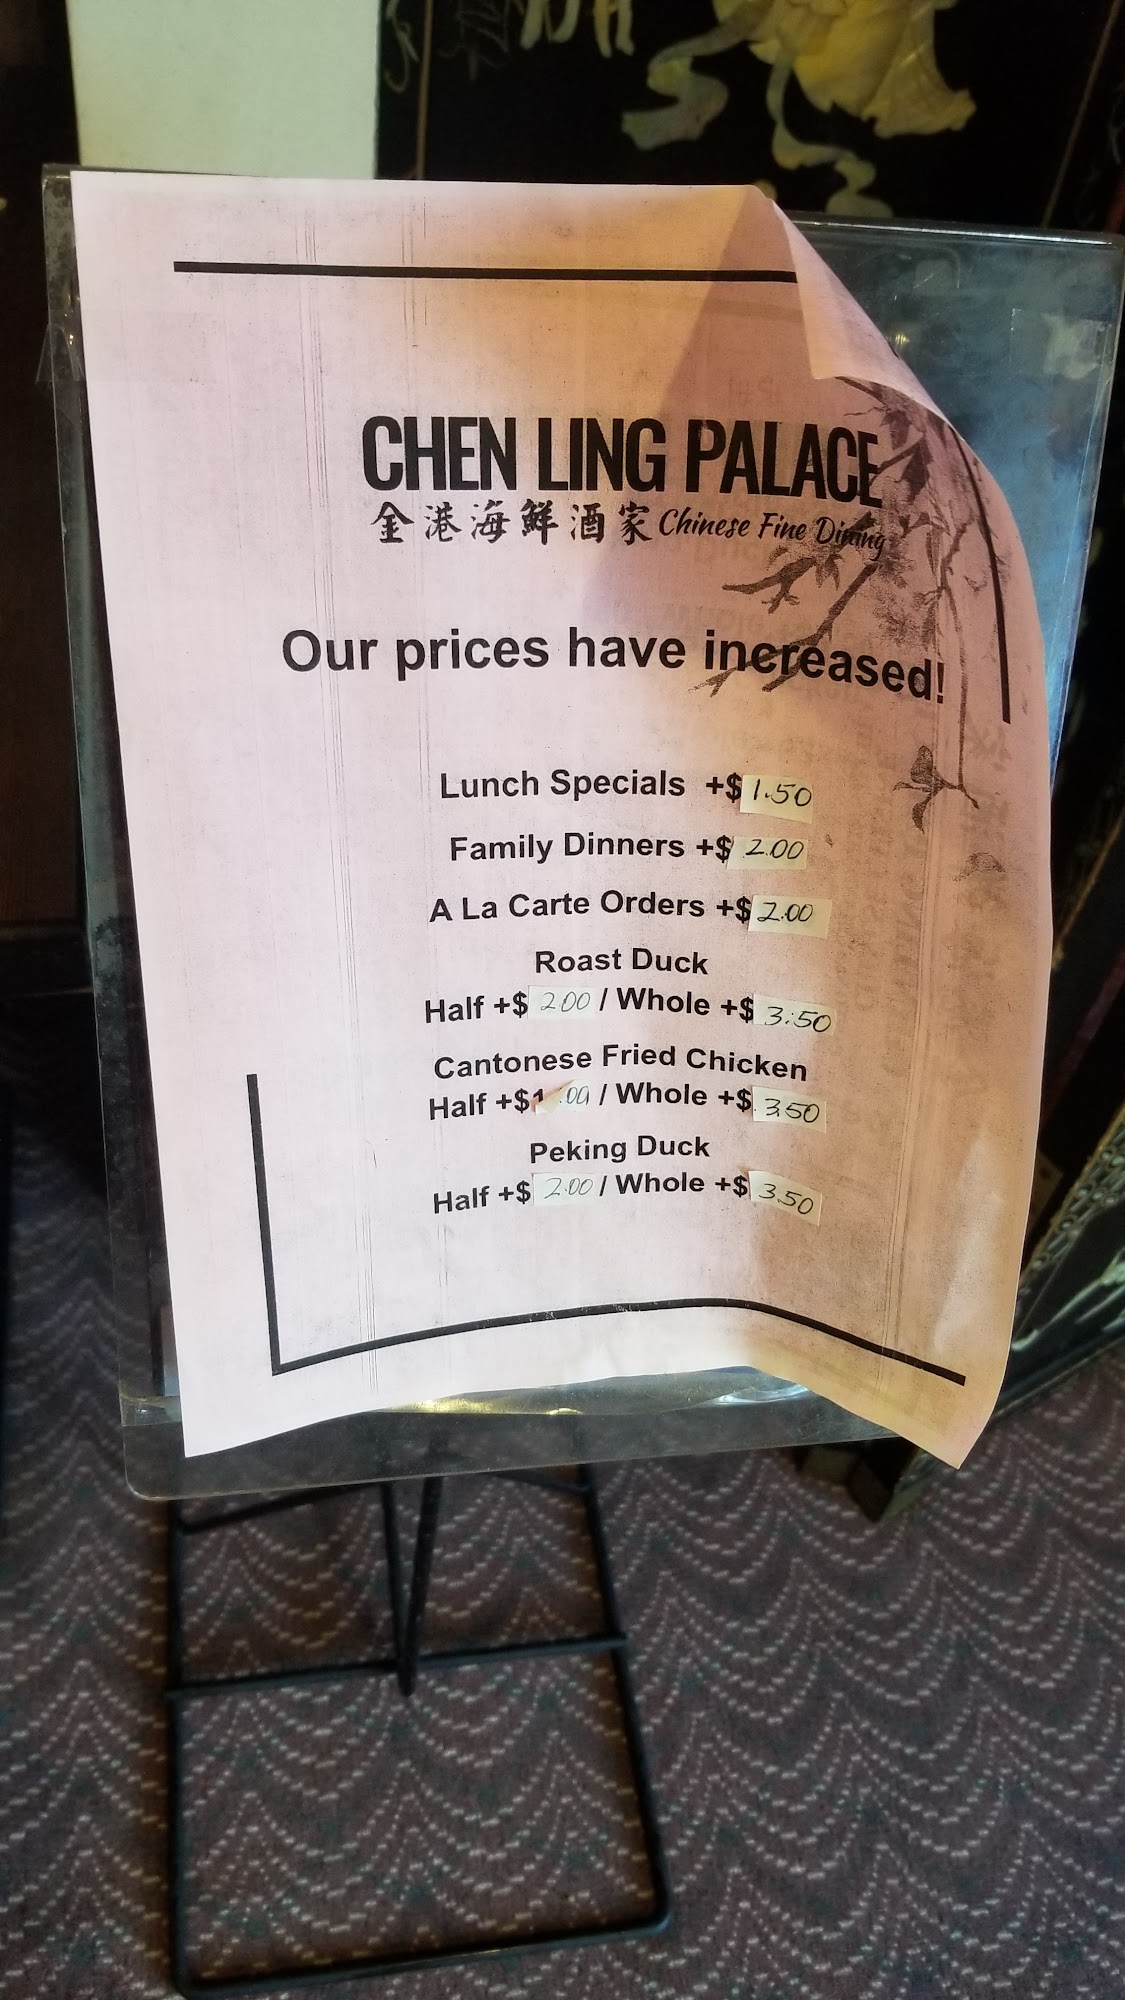 CHEN LING PALACE
金港海鮮酒家 Chinese Fine Dining
Our prices have increased!
Lunch Specials +$ 1.50
Family Dinners +$ 2.00
A La Carte Orders +$ 2.00
Roast Duck
Half +$ 2.00 / Whole +$ 3.50
Cantonese Fried Chicken
Half +$ / Whole +$ 3.50
Peking Duck
Half +$ 2.00 / Whole +$ 3.50